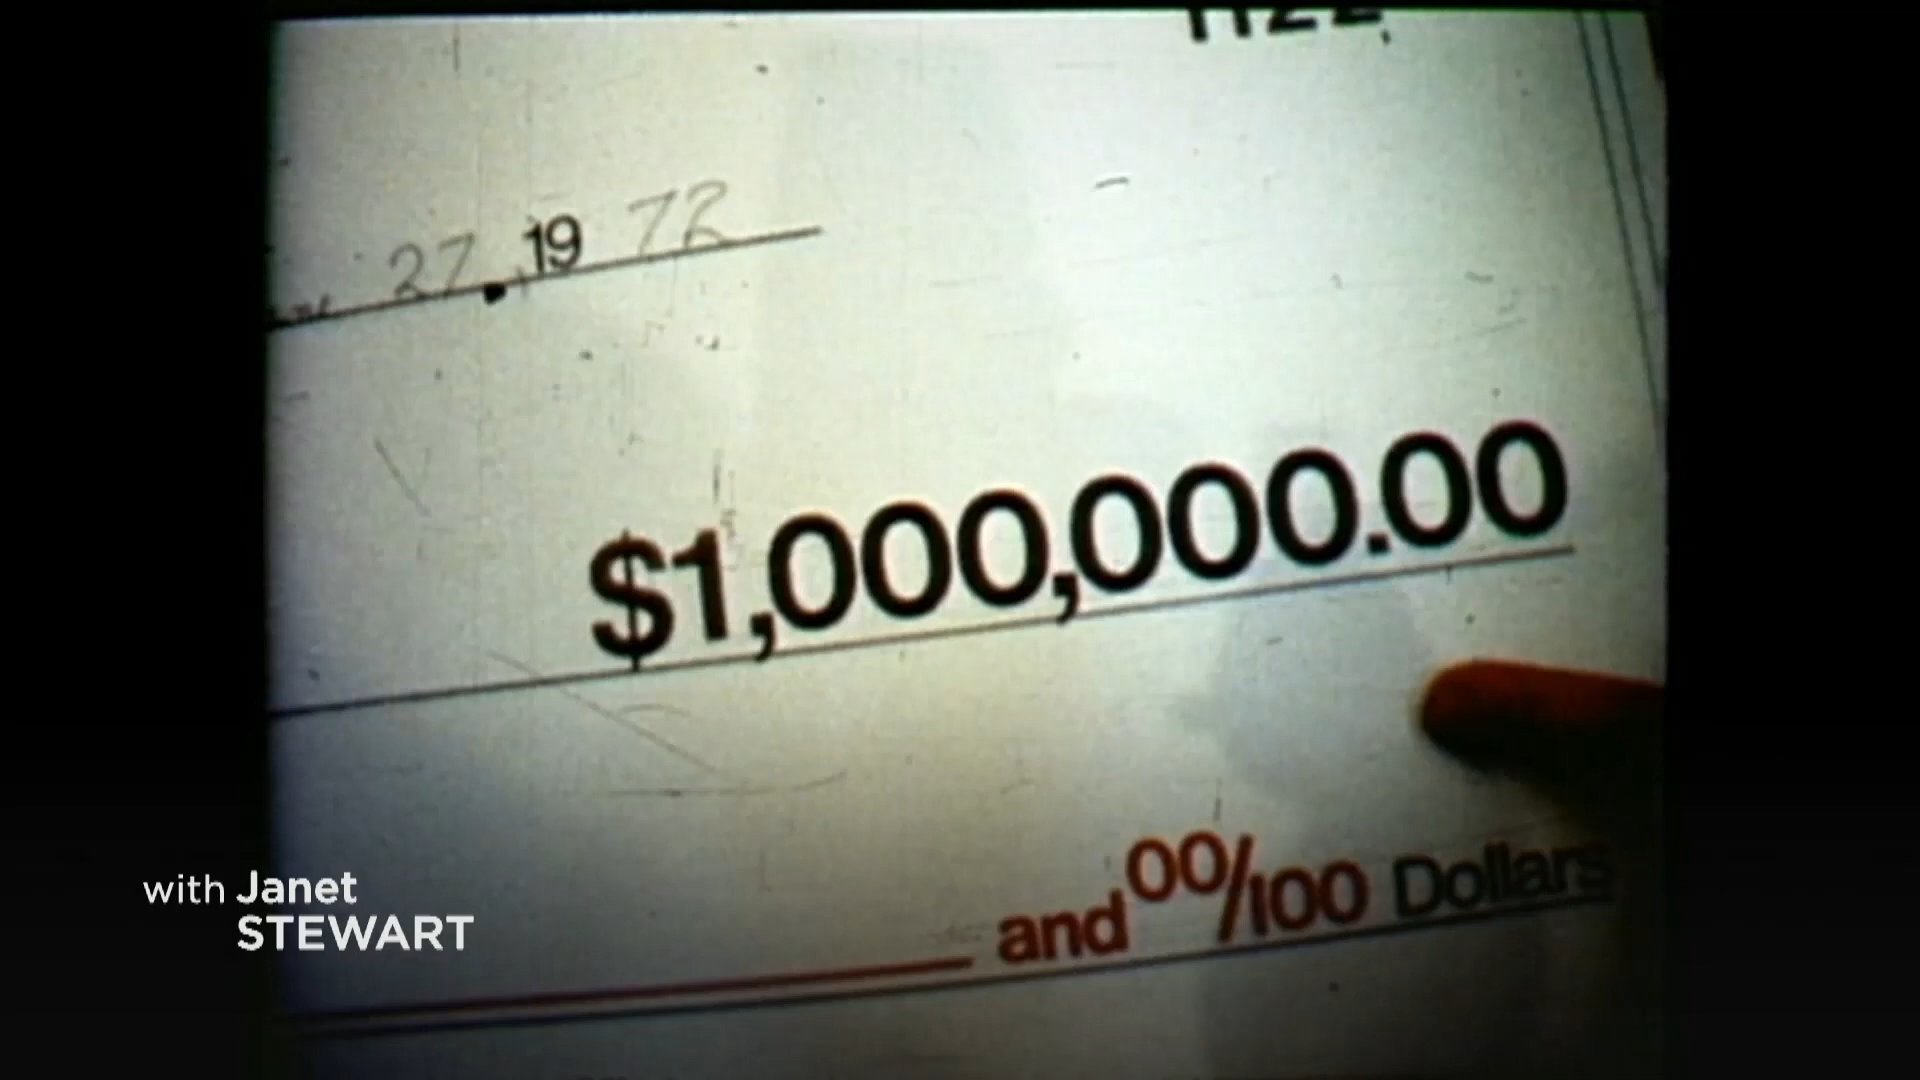 27, 19 72
$1,000,000.00
and 00/100 Dollars
with Janet
STEWART